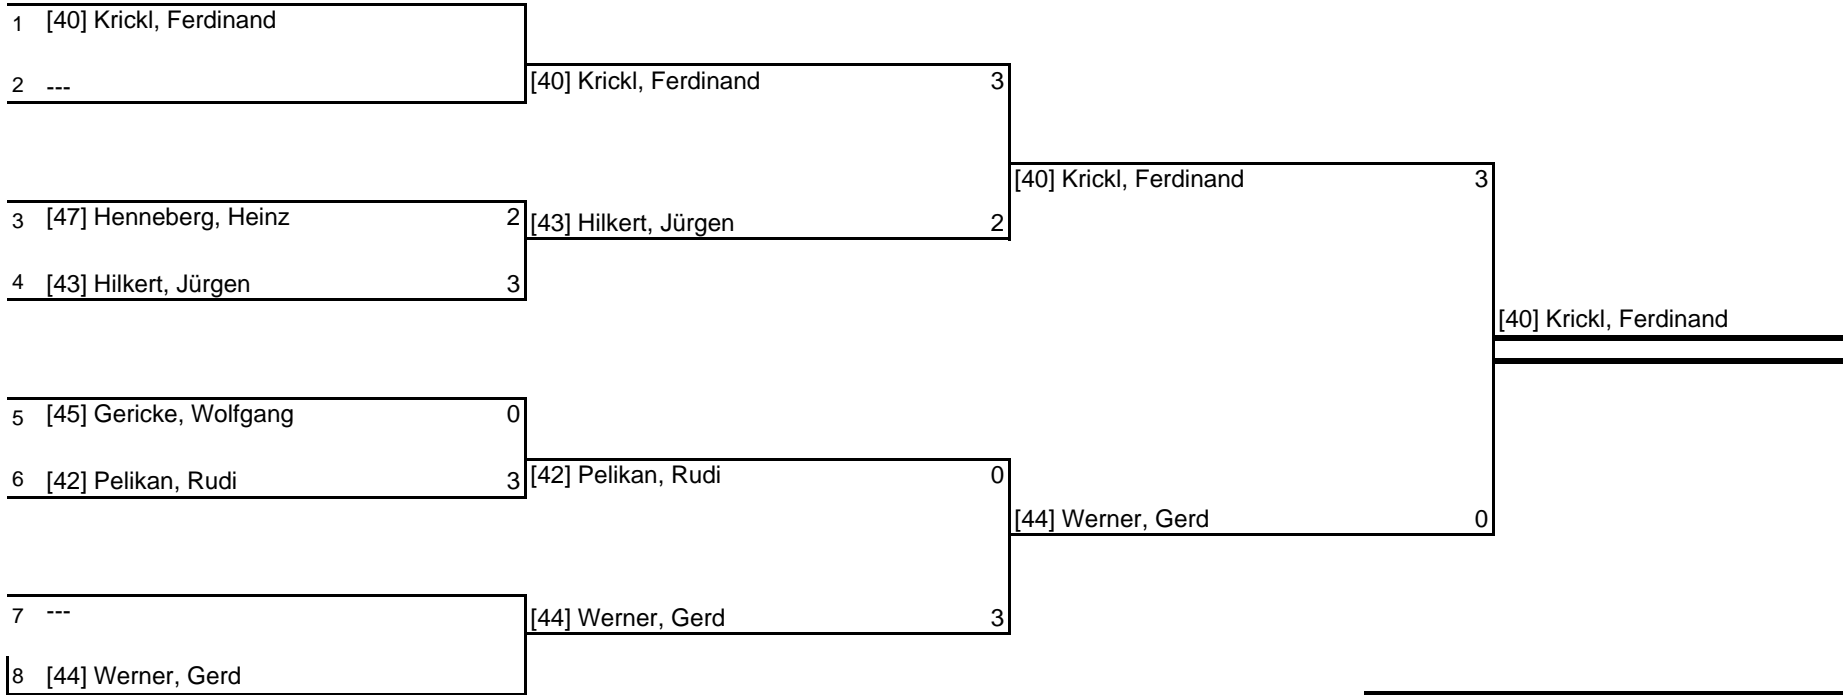 1 [40] Krickl, Ferdinand
2 ---
[40] Krickl, Ferdinand 3
[40] Krickl, Ferdinand 3
3 [47] Henneberg, Heinz 2
[43] Hilkert, Jürgen 2
4 [43] Hilkert, Jürgen 3
[40] Krickl, Ferdinand
5 [45] Gericke, Wolfgang 0
6 [42] Pelikan, Rudi 3
[42] Pelikan, Rudi 0
[44] Werner, Gerd 0
7 ---
[44] Werner, Gerd 3
8 [44] Werner, Gerd